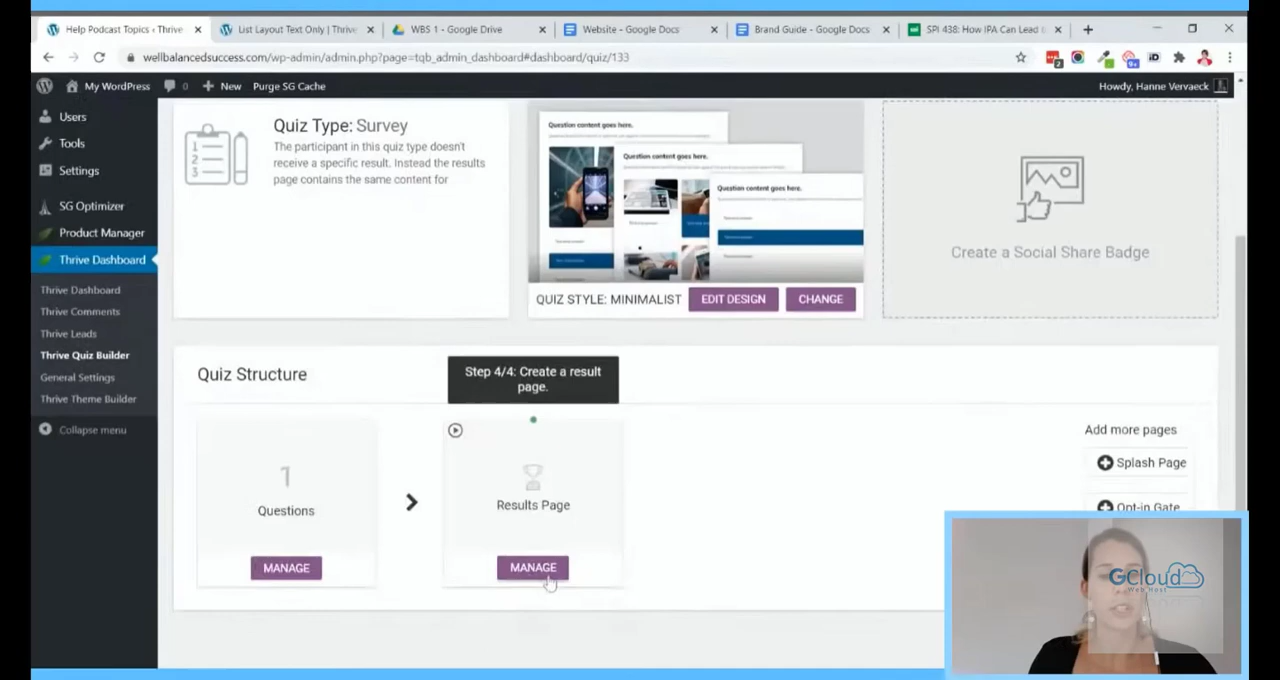 Help Podcast Topics ‹ Thrive
List Layout Text Only | Thrive
WBS 1 - Google Drive
Website - Google Docs
Brand Guide - Google Docs
SPI 438: How IPA Can Lead t
wellbalancedsuccess.com/wp-admin/admin.php?page=tqb_admin_dashboard#dashboard/quiz/133
My WordPress
0
New
Purge SG Cache
Howdy, Hanne Vervaeck
Users
Tools
Settings
SG Optimizer
Product Manager
Thrive Dashboard
Thrive Dashboard
Thrive Comments
Thrive Leads
Thrive Quiz Builder
General Settings
Thrive Theme Builder
Collapse menu
Quiz Type: Survey
The participant in this quiz type doesn't
receive a specific result. Instead the results
page contains the same content for
Question content goes here.
Question content goes here.
Question content goes here.
QUIZ STYLE: MINIMALIST
EDIT DESIGN
CHANGE
Create a Social Share Badge
Quiz Structure
Step 4/4: Create a result
page.
1
Questions
MANAGE
Results Page
MANAGE
Add more pages
Splash Page
Opt-in Gate
GCloud
Web Host